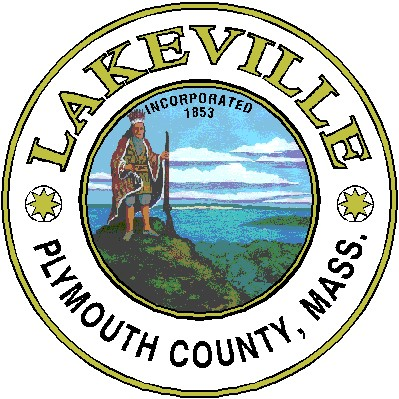 LAKEVILLE
INCORPORATED
1853
PLYMOUTH COUNTY, MASS.